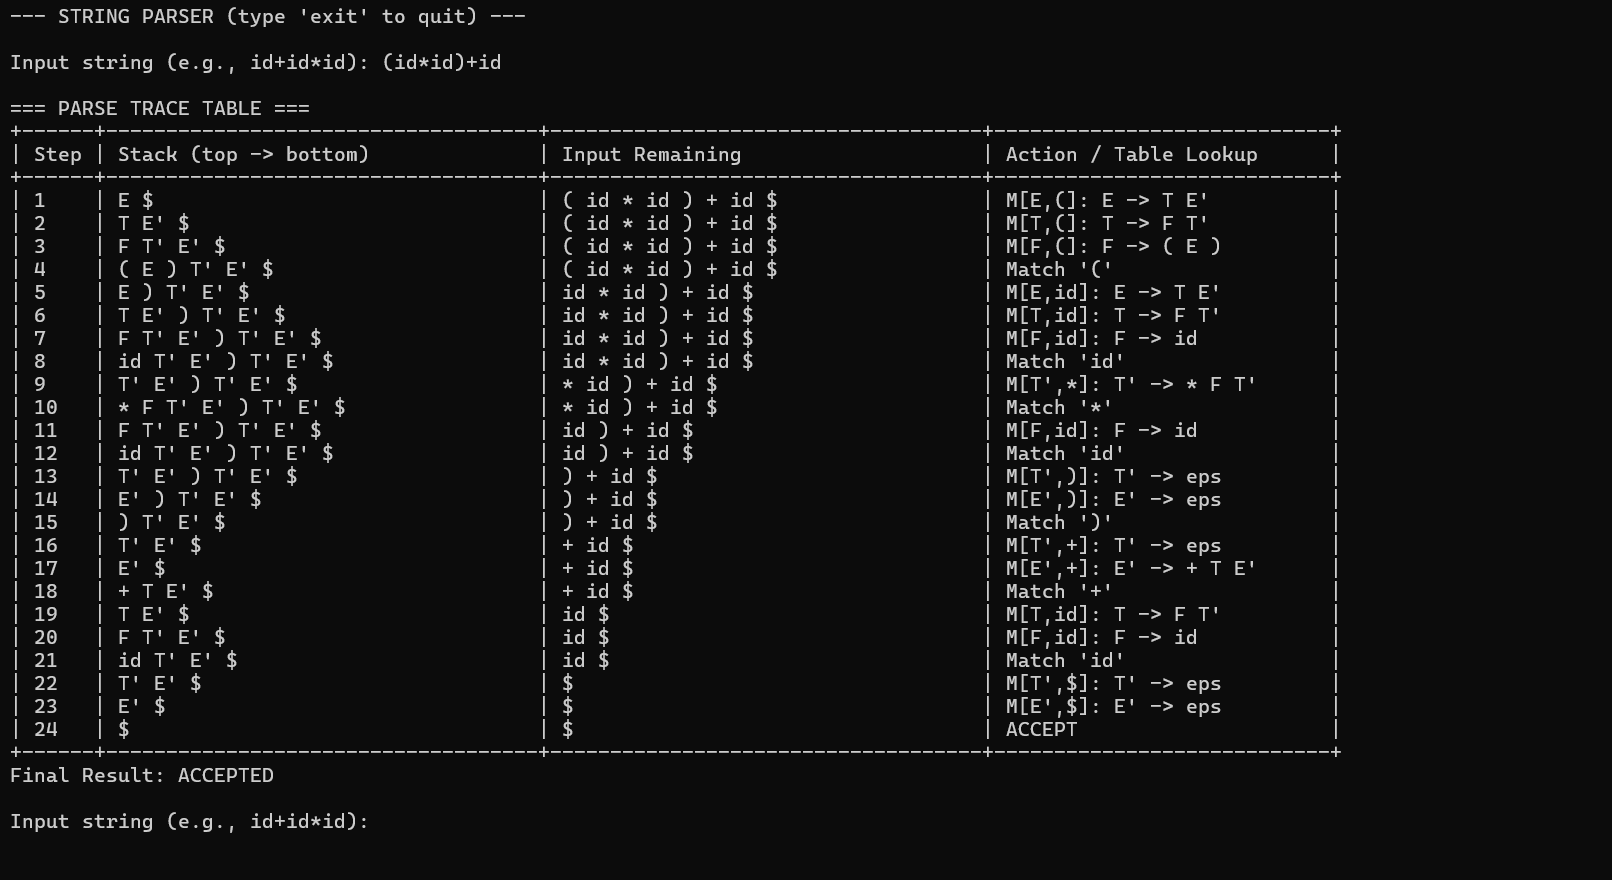 --- STRING PARSER (type 'exit' to quit) ---
Input string (e.g., id+id*id): (id*id)+id
=== PARSE TRACE TABLE ===
+------+------------------------------------+------------------------------------+----------------------------+
| Step | Stack (top -> bottom)              | Input Remaining                    | Action / Table Lookup      |
+------+------------------------------------+------------------------------------+----------------------------+
| 1    | E $                                | ( id * id ) + id $                 | M[E,(]: E -> T E'          |
| 2    | T E' $                             | ( id * id ) + id $                 | M[T,(]: T -> F T'          |
| 3    | F T' E' $                          | ( id * id ) + id $                 | M[F,(]: F -> ( E )         |
| 4    | ( E ) T' E' $                      | ( id * id ) + id $                 | Match '('                  |
| 5    | E ) T' E' $                        | id * id ) + id $                   | M[E,id]: E -> T E'         |
| 6    | T E' ) T' E' $                     | id * id ) + id $                   | M[T,id]: T -> F T'         |
| 7    | F T' E' ) T' E' $                  | id * id ) + id $                   | M[F,id]: F -> id           |
| 8    | id T' E' ) T' E' $                 | id * id ) + id $                   | Match 'id'                 |
| 9    | T' E' ) T' E' $                    | * id ) + id $                      | M[T',*]: T' -> * F T'      |
| 10   | * F T' E' ) T' E' $                | * id ) + id $                      | Match '*'                  |
| 11   | F T' E' ) T' E' $                  | id ) + id $                        | M[F,id]: F -> id           |
| 12   | id T' E' ) T' E' $                 | id ) + id $                        | Match 'id'                 |
| 13   | T' E' ) T' E' $                    | ) + id $                           | M[T',)]: T' -> eps         |
| 14   | E' ) T' E' $                       | ) + id $                           | M[E',)]: E' -> eps         |
| 15   | ) T' E' $                          | ) + id $                           | Match ')'                  |
| 16   | T' E' $                            | + id $                             | M[T',+]: T' -> eps         |
| 17   | E' $                               | + id $                             | M[E',+]: E' -> + T E'      |
| 18   | + T E' $                           | + id $                             | Match '+'                  |
| 19   | T E' $                             | id $                               | M[T,id]: T -> F T'         |
| 20   | F T' E' $                          | id $                               | M[F,id]: F -> id           |
| 21   | id T' E' $                         | id $                               | Match 'id'                 |
| 22   | T' E' $                            | $                                  | M[T',$]: T' -> eps         |
| 23   | E' $                               | $                                  | M[E',$]: E' -> eps         |
| 24   | $                                  | $                                  | ACCEPT                     |
+------+------------------------------------+------------------------------------+----------------------------+
Final Result: ACCEPTED
Input string (e.g., id+id*id):